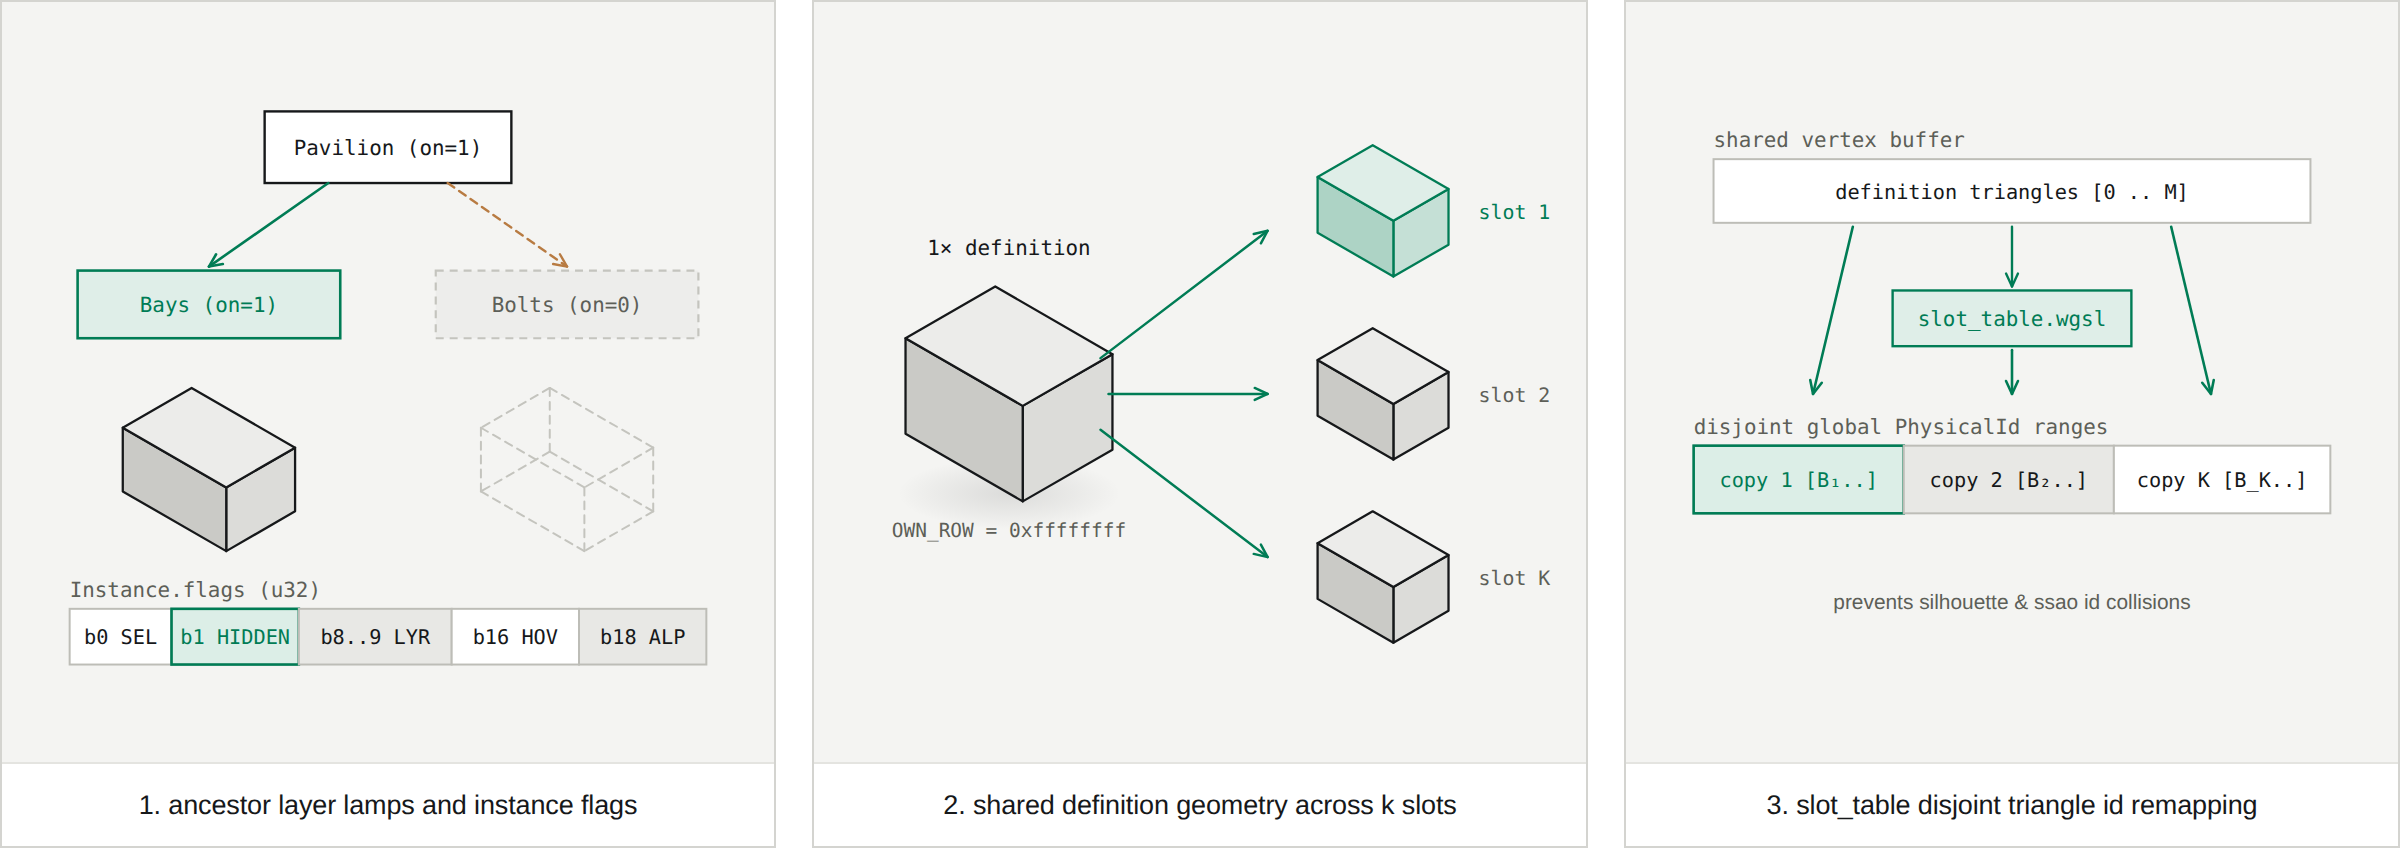 Pavilion (on=1)
Bays (on=1)
Bolts (on=0)
Instance.flags (u32)
b0 SEL
b1 HIDDEN
b8..9 LYR
b16 HOV
b18 ALP
1. ancestor layer lamps and instance flags
1× definition
OWN_ROW = 0xffffffff
slot 1
slot 2
slot K
2. shared definition geometry across k slots
shared vertex buffer
definition triangles [0 .. M]
slot_table.wgsl
disjoint global PhysicalId ranges
copy 1 [B₁..]
copy 2 [B₂..]
copy K [B_K..]
prevents silhouette & ssao id collisions
3. slot_table disjoint triangle id remapping